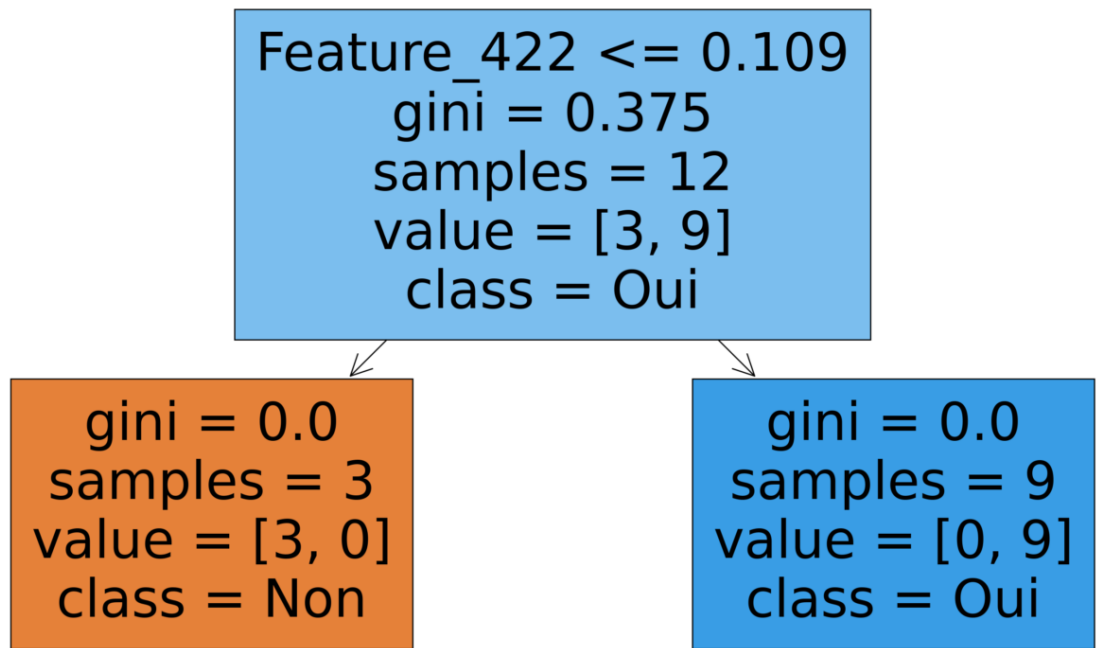 Feature_422 <= 0.109
gini = 0.375
samples = 12
value = [3, 9]
class = Oui
gini = 0.0
samples = 3
value = [3, 0]
class = Non
gini = 0.0
samples = 9
value = [0, 9]
class = Oui